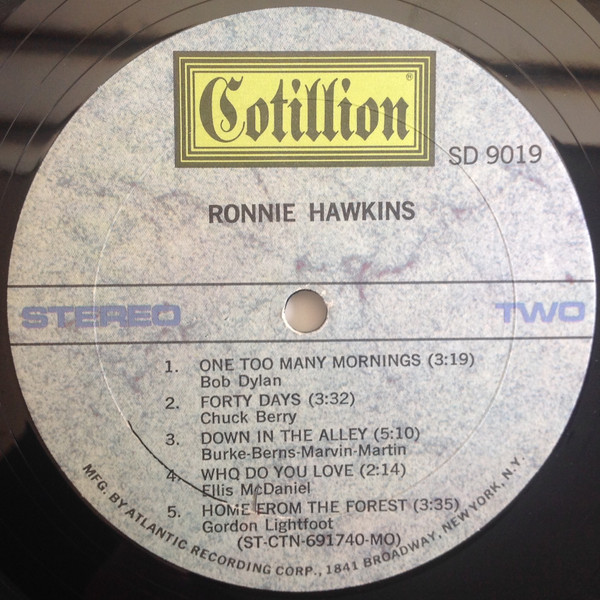 Cotillion®
SD 9019
RONNIE HAWKINS
STEREO
TWO
1. ONE TOO MANY MORNINGS (3:19)
Bob Dylan
2. FORTY DAYS (3:32)
Chuck Berry
3. DOWN IN THE ALLEY (5:10)
Burke-Berns-Marvin-Martin
4. WHO DO YOU LOVE (2:14)
Ellis McDaniel
5. HOME FROM THE FOREST (3:35)
Gordon Lightfoot
(ST-CTN-691740-MO)
MFG. BY ATLANTIC RECORDING CORP., 1841 BROADWAY, NEW YORK, N.Y.